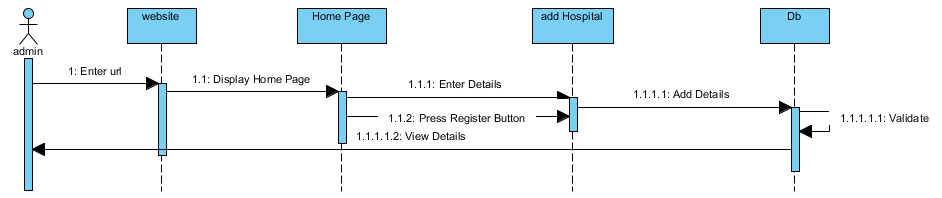 website
Home Page
add Hospital
Db
admin
1: Enter url
1.1: Display Home Page
1.1.1: Enter Details
1.1.1.1: Add Details
1.1.2: Press Register Button
1.1.1.1.1: Validate
1.1.1.1.2: View Details